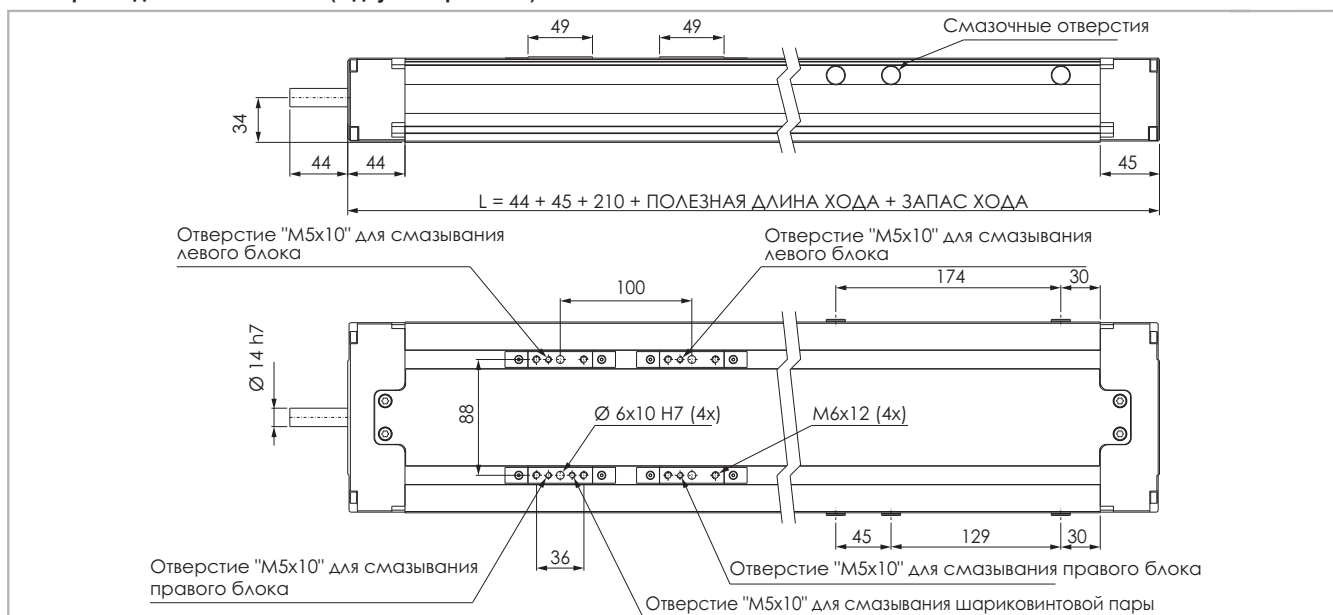 49
49
Смазочные отверстия
34
44
44
45
L = 44 + 45 + 210 + ПОЛЕЗНАЯ ДЛИНА ХОДА + ЗАПАС ХОДА
Отверстие "M5x10" для смазывания
левого блока
Отверстие "M5x10" для смазывания
левого блока
174
30
100
Ø 14 h7
88
Ø 6x10 H7 (4x)
M6x12 (4x)
45
129
30
36
Отверстие "M5x10" для смазывания
правого блока
Отверстие "M5x10" для смазывания правого блока
Отверстие "M5x10" для смазывания шариковинтовой пары